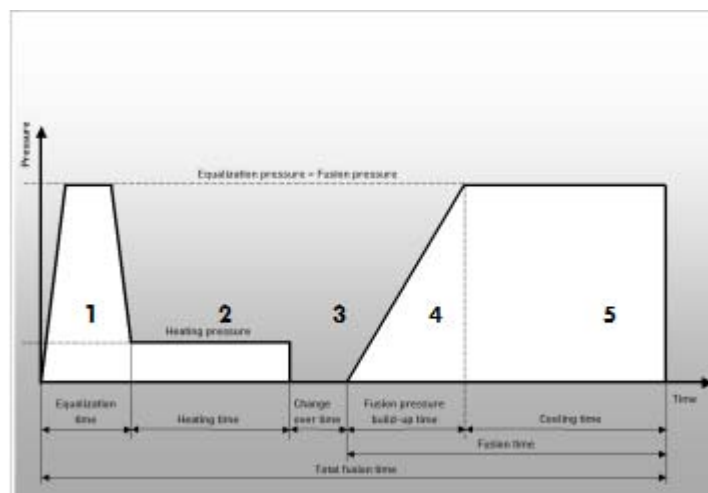 Pressure
Equalization pressure = Fusion pressure
1
2
3
4
5
Heating pressure
Time
Equalization
time
Heating time
Change
over time
Fusion pressure
build-up time
Cooling time
Fusion time
Total fusion time